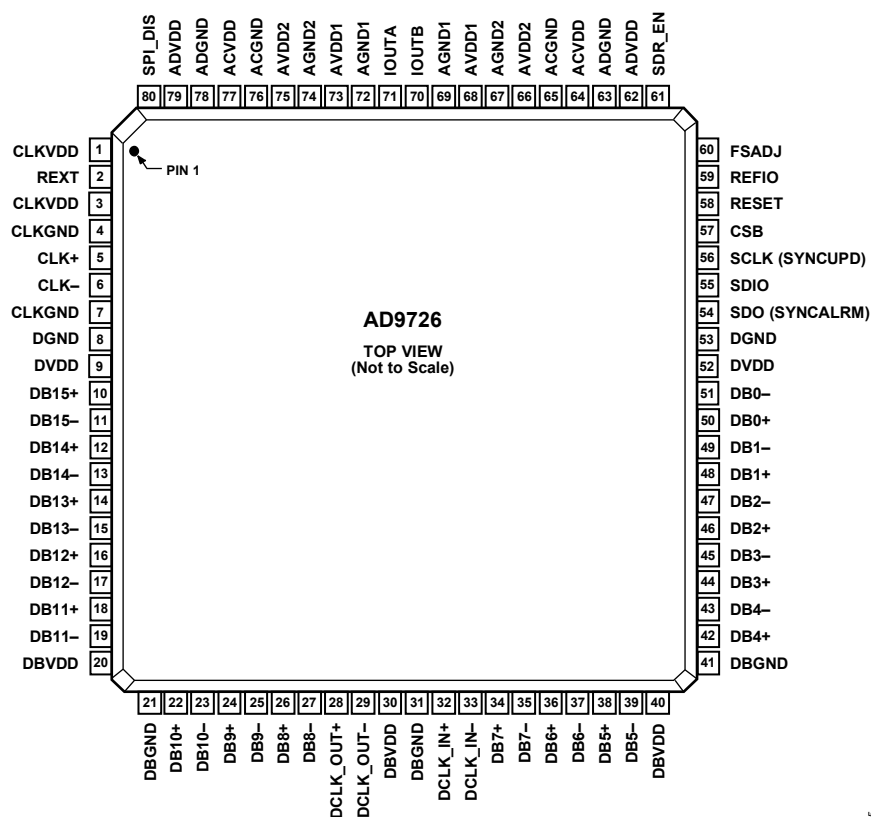 SPI_DIS ADVDD ADGND ACVDD ACGND AVDD2 AGND2 AVDD1 AGND1 IOUTA IOUTB AGND1 AVDD1 AGND2 AVDD2 ACGND ACVDD ADGND ADVDD SDR_EN
80 79 78 77 76 75 74 73 72 71 70 69 68 67 66 65 64 63 62 61
CLKVDD 1
REXT 2
CLKVDD 3
CLKGND 4
CLK+ 5
CLK– 6
CLKGND 7
DGND 8
DVDD 9
DB15+ 10
DB15– 11
DB14+ 12
DB14– 13
DB13+ 14
DB13– 15
DB12+ 16
DB12– 17
DB11+ 18
DB11– 19
DBVDD 20
PIN 1
AD9726
TOP VIEW
(Not to Scale)
60 FSADJ
59 REFIO
58 RESET
57 CSB
56 SCLK (SYNCUPD)
55 SDIO
54 SDO (SYNCALRM)
53 DGND
52 DVDD
51 DB0–
50 DB0+
49 DB1–
48 DB1+
47 DB2–
46 DB2+
45 DB3–
44 DB3+
43 DB4–
42 DB4+
41 DBGND
21 22 23 24 25 26 27 28 29 30 31 32 33 34 35 36 37 38 39 40
DBGND DB10+ DB10– DB9+ DB9– DB8+ DB8– DCLK_OUT+ DCLK_OUT– DBVDD DBGND DCLK_IN+ DCLK_IN– DB7+ DB7– DB6+ DB6– DB5+ DB5– DBVDD